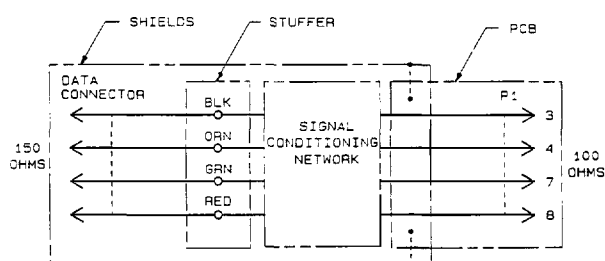 SHIELDS
STUFFER
PCB
DATA
CONNECTOR
P1
BLK
3
ORN
4
GRN
7
RED
8
SIGNAL
CONDITIONING
NETWORK
150
OHMS
100
OHMS